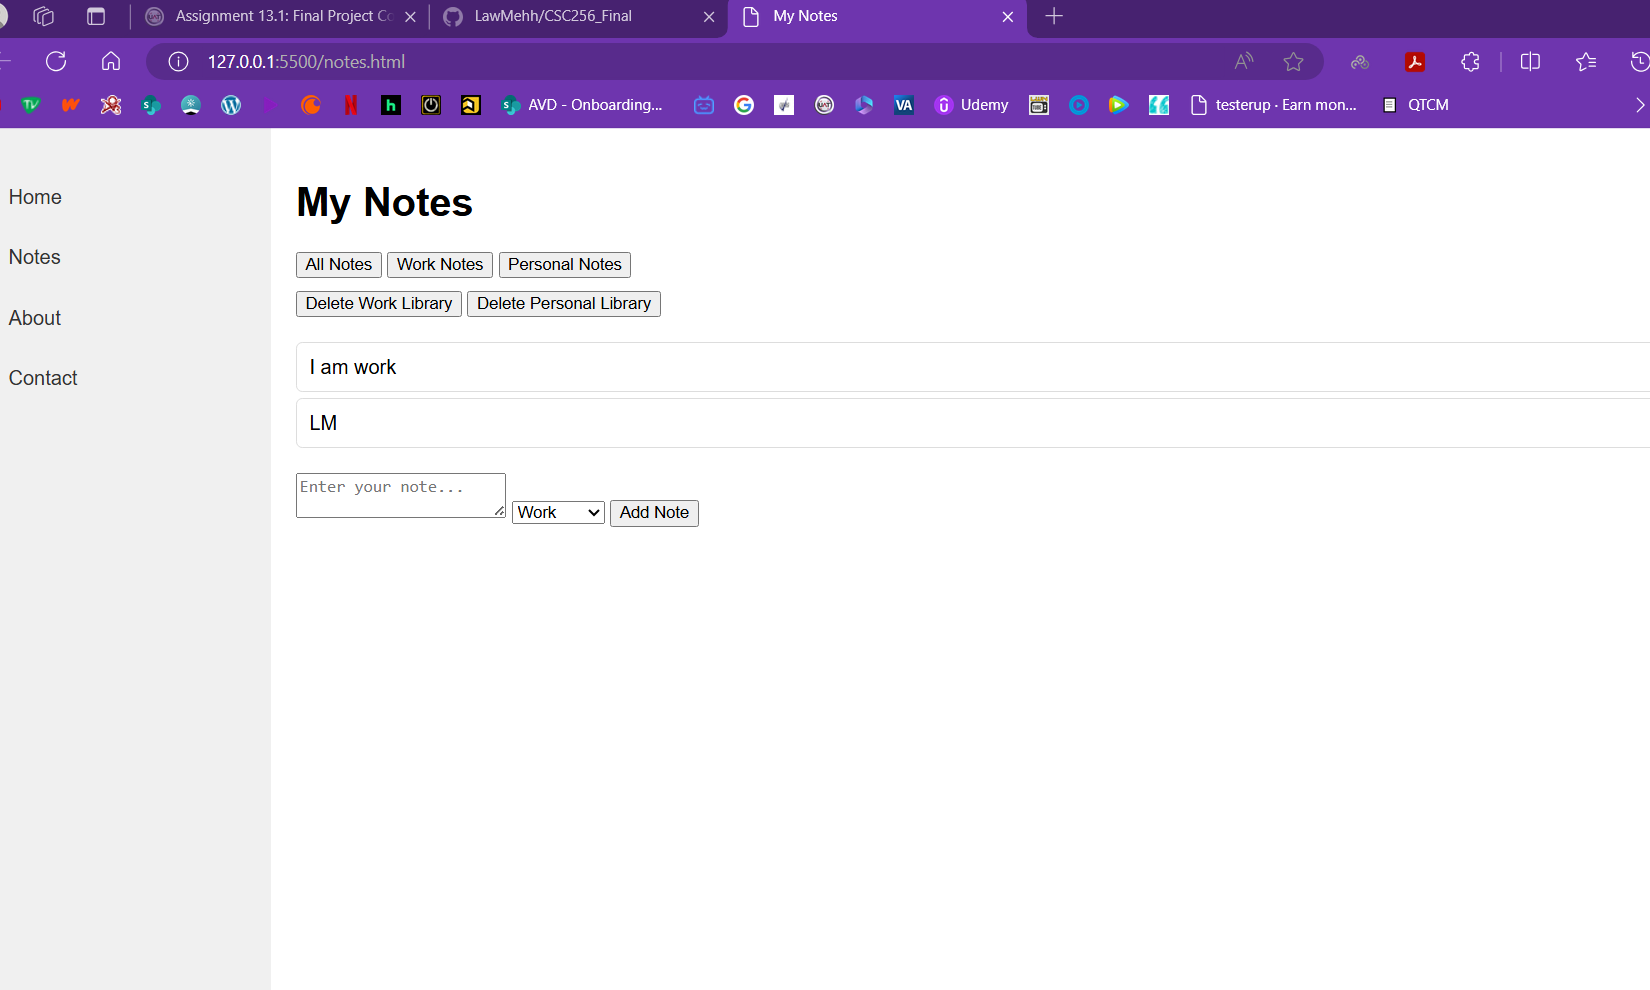 Assignment 13.1: Final Project Co
LawMehh/CSC256_Final
My Notes
127.0.0.1:5500/notes.html
AVD - Onboarding...
VA
Udemy
testerup · Earn mon...
QTCM
Home
Notes
About
Contact
My Notes
All Notes
Work Notes
Personal Notes
Delete Work Library
Delete Personal Library
I am work
LM
Enter your note...
Work
Add Note